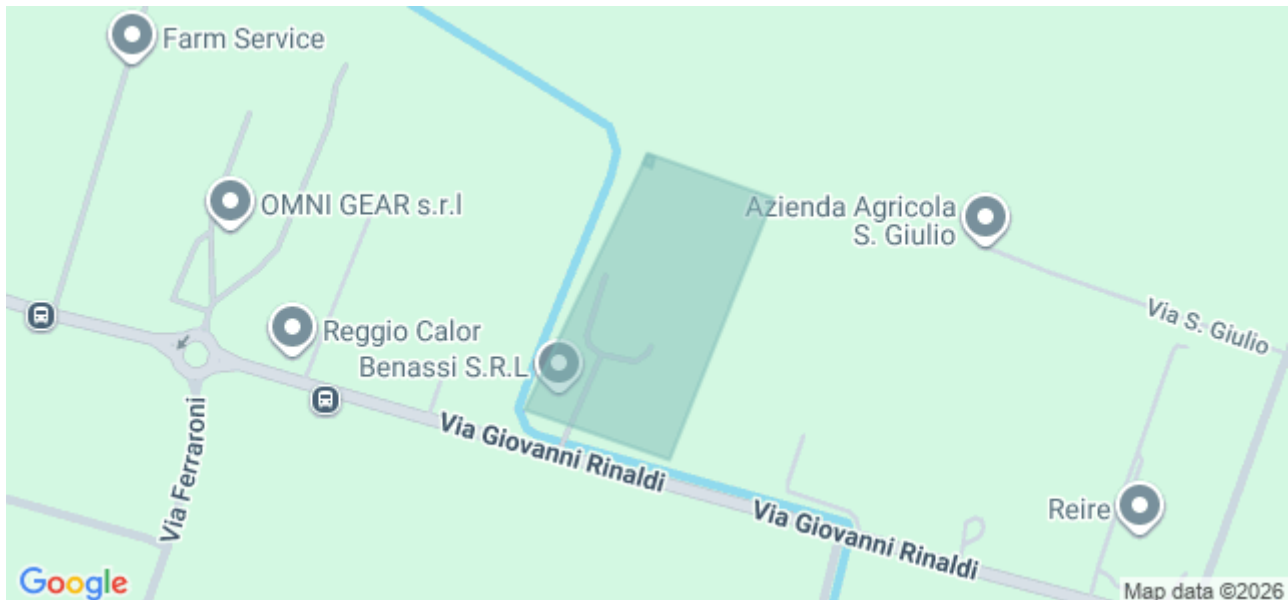 Farm Service
OMNI GEAR s.r.l
Azienda Agricola
S. Giulio
Via S. Giulio
Reggio Calor
Benassi S.R.L
Via Giovanni Rinaldi
Via Ferraroni
Via Giovanni Rinaldi
Reire
Google
Map data ©2026